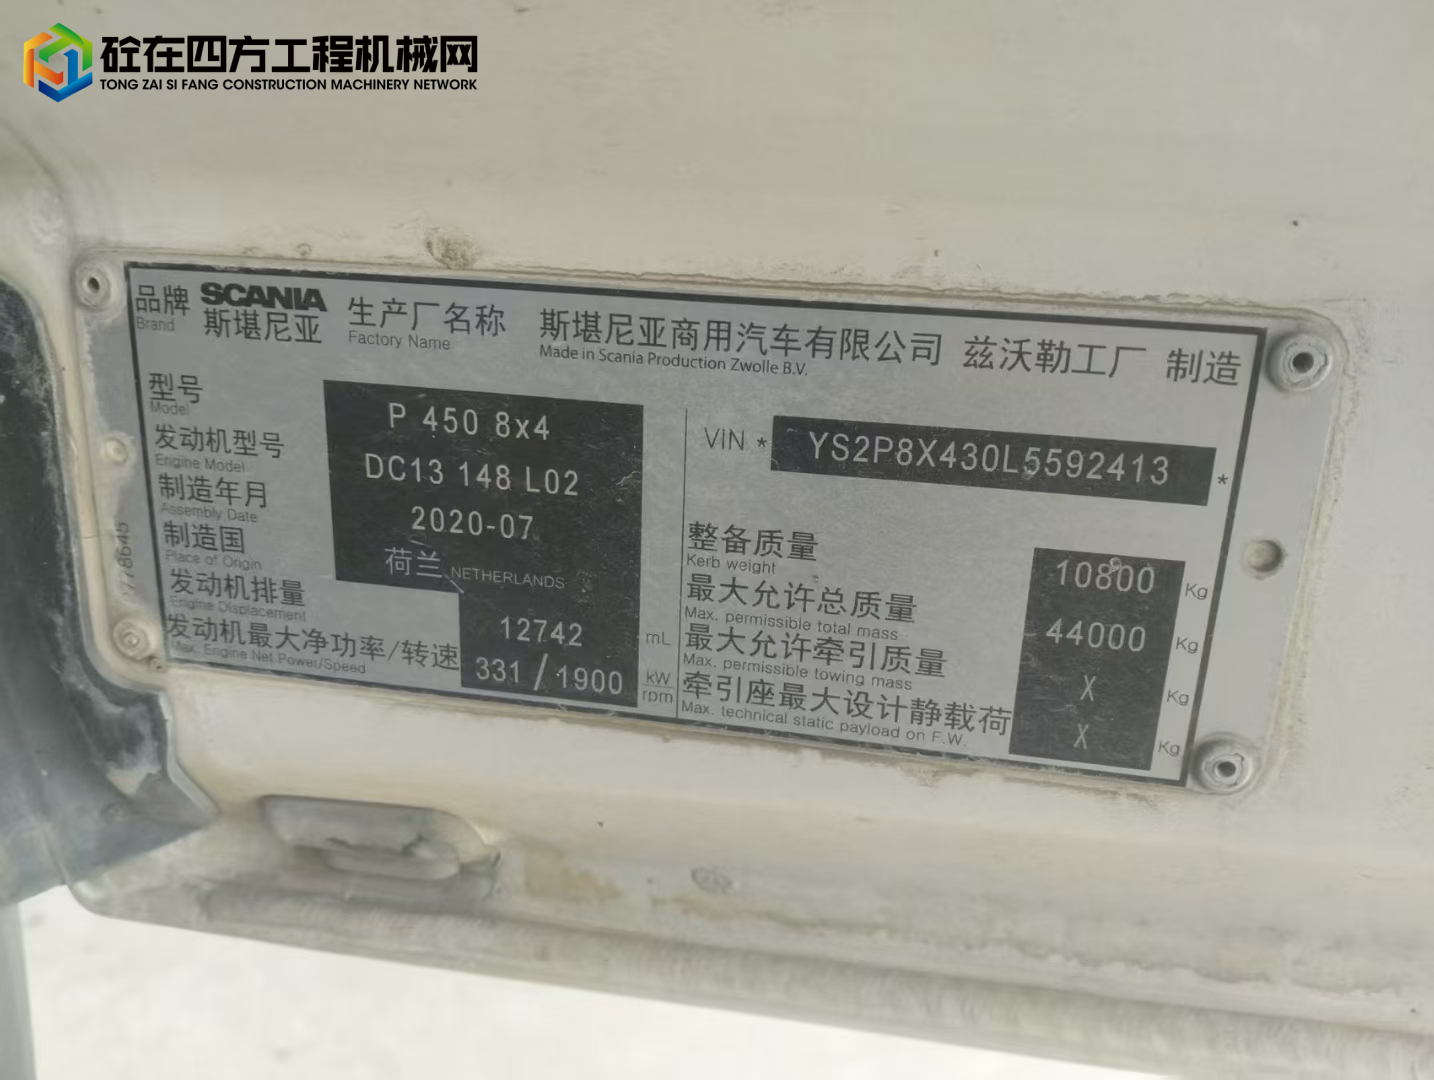 砼在四方工程机械网
TONG ZAI SI FANG CONSTRUCTION MACHINERY NETWORK
品牌 SCANIA 生产厂名称 斯堪尼亚商用汽车有限公司 兹沃勒工厂 制造
Brand 斯堪尼亚 Factory Name Made in Scania Production Zwolle B.V.
型号 P 450 8x4
Model
发动机型号 DC13 148 L02
Engine Model
制造年月 2020-07
Assembly Date
制造国 荷兰 NETHERLANDS
Place of Origin
发动机排量 12742 mL
Engine Displacement
发动机最大净功率/转速 331 / 1900 kW rpm
Max. Engine Net Power/Speed
VIN * YS2P8X430L5592413 *
整备质量 10800 Kg
Kerb weight
最大允许总质量 44000 Kg
Max. permissible total mass
最大允许牵引质量 X Kg
Max. permissible towing mass
牵引座最大设计静载荷 X Kg
Max. technical static payload on F.W.